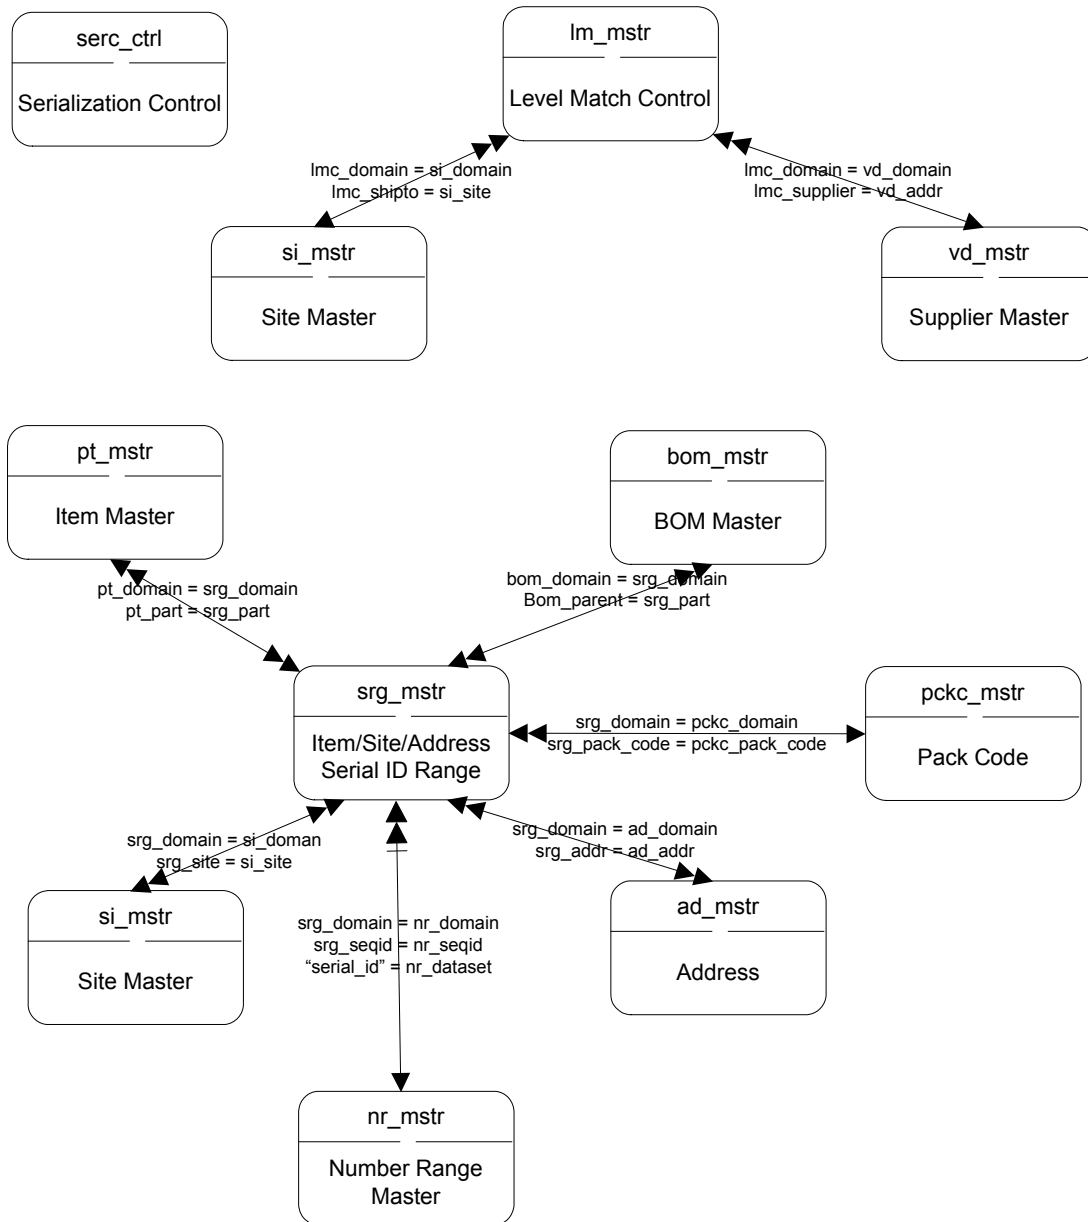 serc_ctrl
Serialization Control
lm_mstr
Level Match Control
lmc_domain = si_domain
lmc_shipto = si_site
lmc_domain = vd_domain
lmc_supplier = vd_addr
si_mstr
Site Master
vd_mstr
Supplier Master
pt_mstr
Item Master
bom_mstr
BOM Master
pt_domain = srg_domain
pt_part = srg_part
bom_domain = srg_domain
Bom_parent = srg_part
srg_mstr
Item/Site/Address
Serial ID Range
srg_domain = pckc_domain
srg_pack_code = pckc_pack_code
pckc_mstr
Pack Code
srg_domain = si_doman
srg_site = si_site
srg_domain = ad_domain
srg_addr = ad_addr
si_mstr
Site Master
srg_domain = nr_domain
srg_seqid = nr_seqid
“serial_id” = nr_dataset
ad_mstr
Address
nr_mstr
Number Range
Master